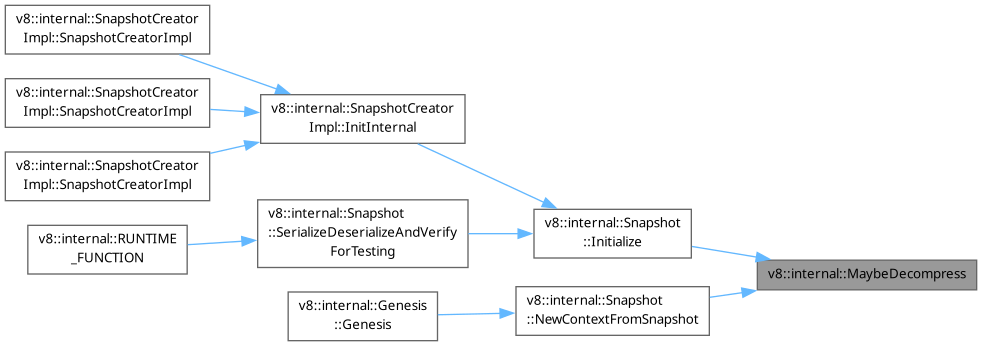 v8::internal::SnapshotCreator
Impl::SnapshotCreatorImpl
v8::internal::SnapshotCreator
Impl::SnapshotCreatorImpl
v8::internal::SnapshotCreator
Impl::InitInternal
v8::internal::SnapshotCreator
Impl::SnapshotCreatorImpl
v8::internal::Snapshot
::SerializeDeserializeAndVerify
ForTesting
v8::internal::RUNTIME
_FUNCTION
v8::internal::Snapshot
::Initialize
v8::internal::MaybeDecompress
v8::internal::Genesis
::Genesis
v8::internal::Snapshot
::NewContextFromSnapshot